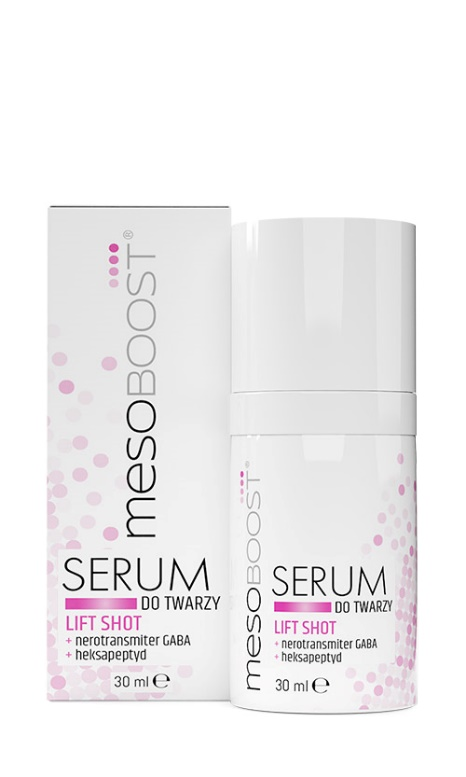 mesoBOOST®
SERUM
DO TWARZY
LIFT SHOT
+ nerotransmiter GABA
+ heksapeptyd
30 ml ℮
mesoBOOST®
SERUM
DO TWARZY
LIFT SHOT
+ nerotransmiter GABA
+ heksapeptyd
30 ml ℮